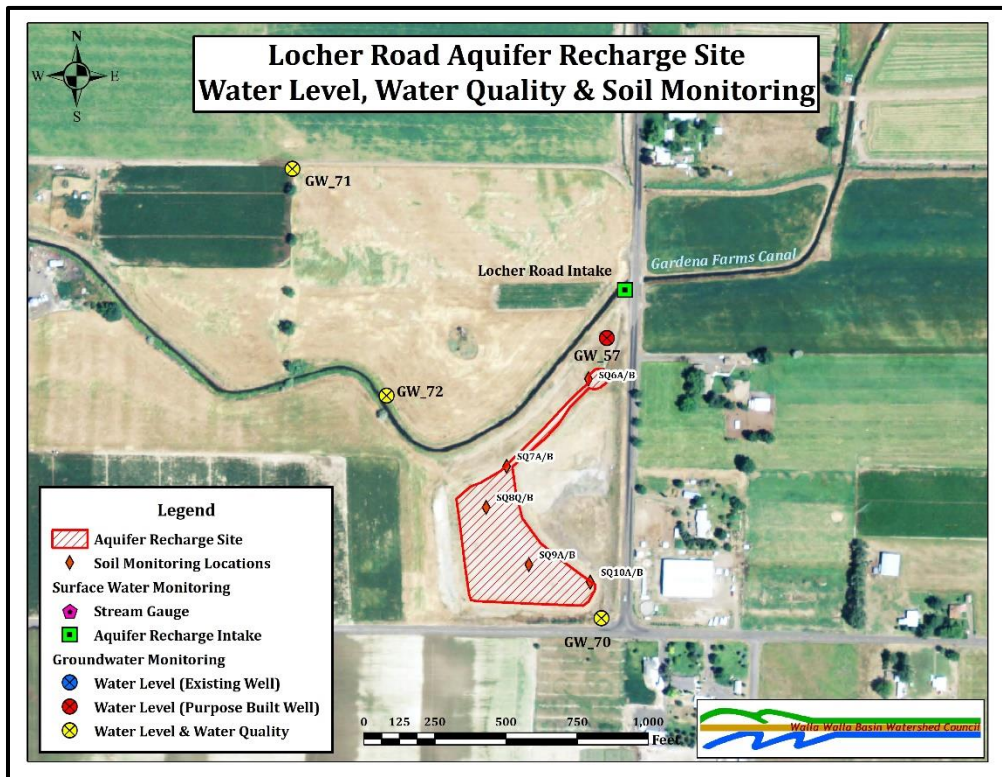 Locher Road Aquifer Recharge Site
Water Level, Water Quality & Soil Monitoring
N
W E
S
GW_71
Locher Road Intake
Gardena Farms Canal
GW_57
SQ6A/B
GW_72
SQ7A/B
SQ8Q/B
SQ9A/B
SQ10A/B
GW_70
Legend
Aquifer Recharge Site
Soil Monitoring Locations
Surface Water Monitoring
Stream Gauge
Aquifer Recharge Intake
Groundwater Monitoring
Water Level (Existing Well)
Water Level (Purpose Built Well)
Water Level & Water Quality
0 125 250 500 750 1,000
Feet
Walla Walla Basin Watershed Council